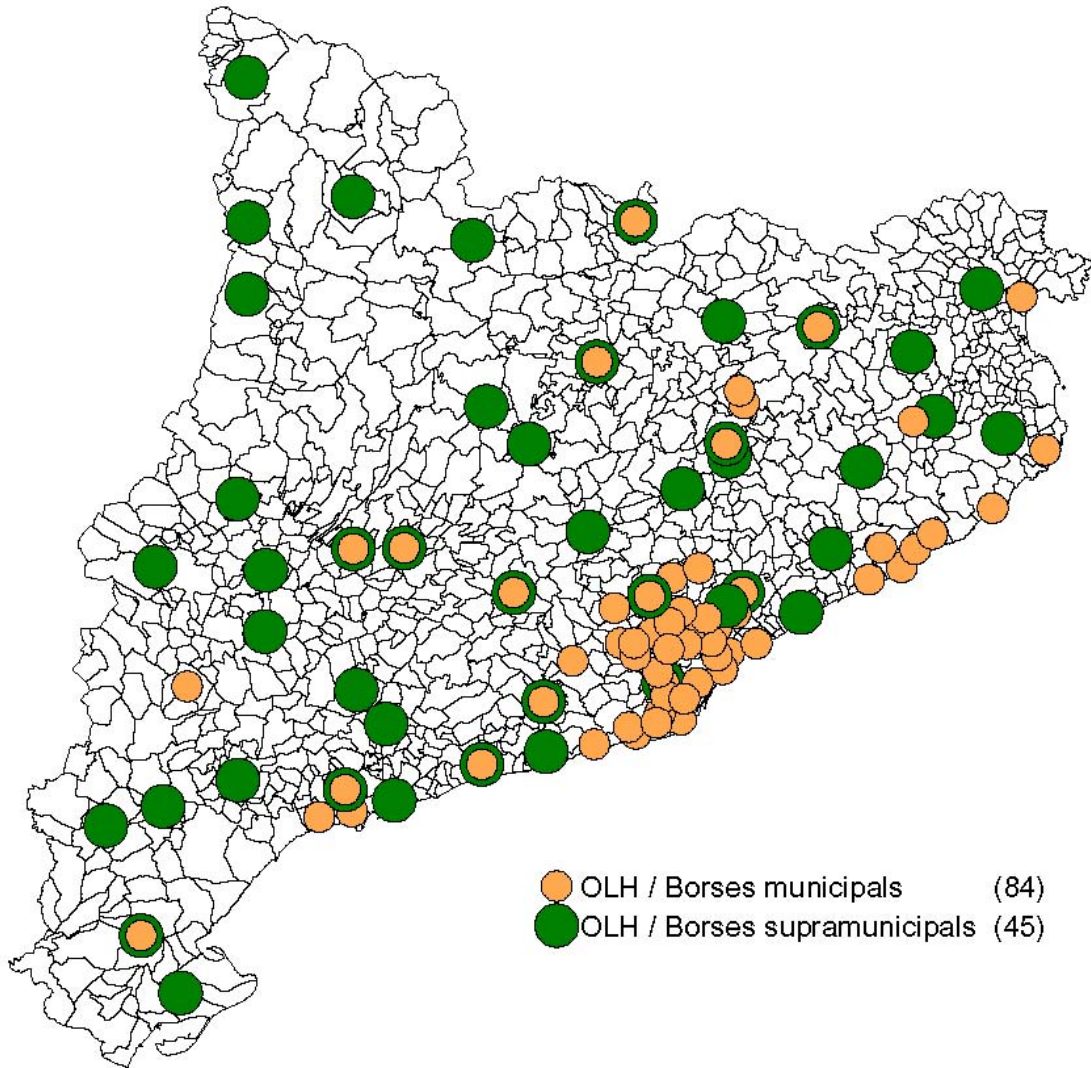 OLH / Borses municipals (84)
OLH / Borses supramunicipals (45)